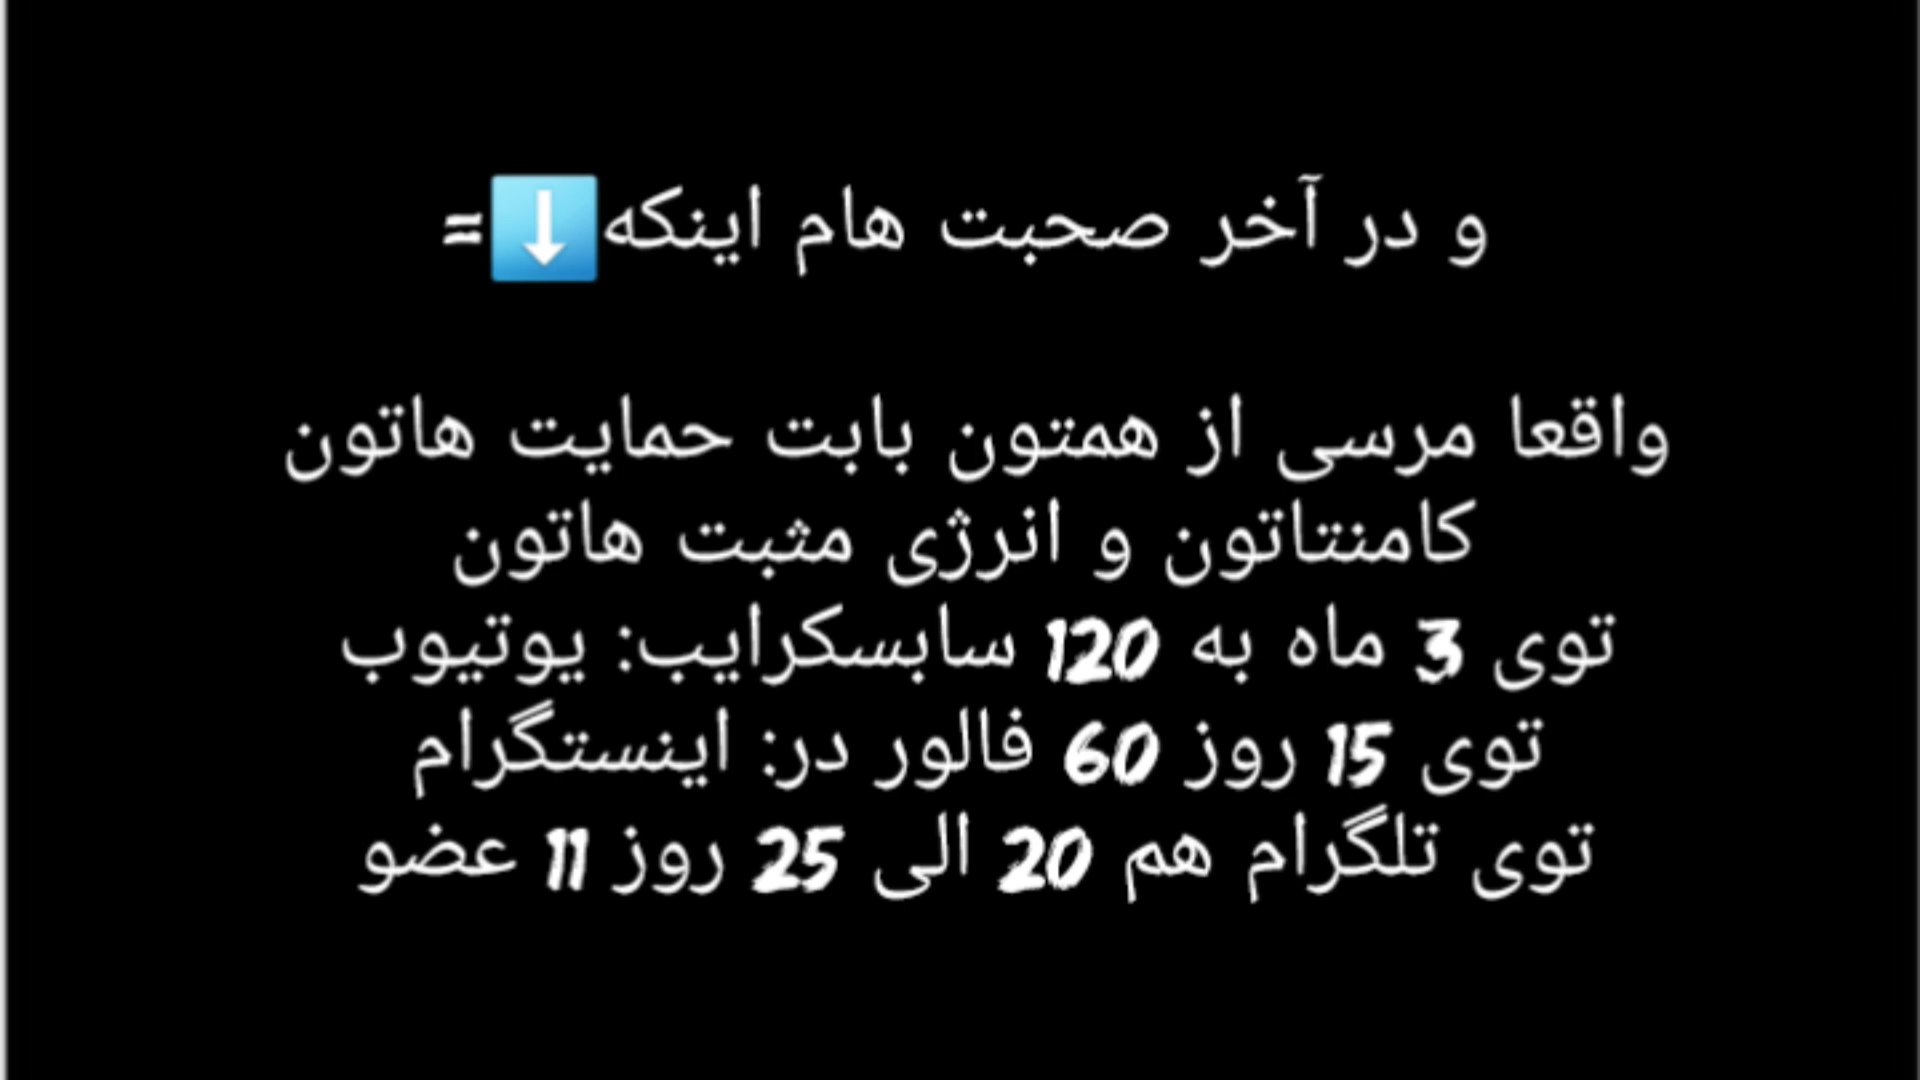 و در آخر صحبت هام اینکه⬇️=
واقعا مرسی از همتون بابت حمایت هاتون
کامنتاتون و انرژی مثبت هاتون
توی 3 ماه به 120 سابسکرایب: یوتیوب
توی 15 روز 60 فالور در: اینستگرام
توی تلگرام هم 20 الی 25 روز 11 عضو